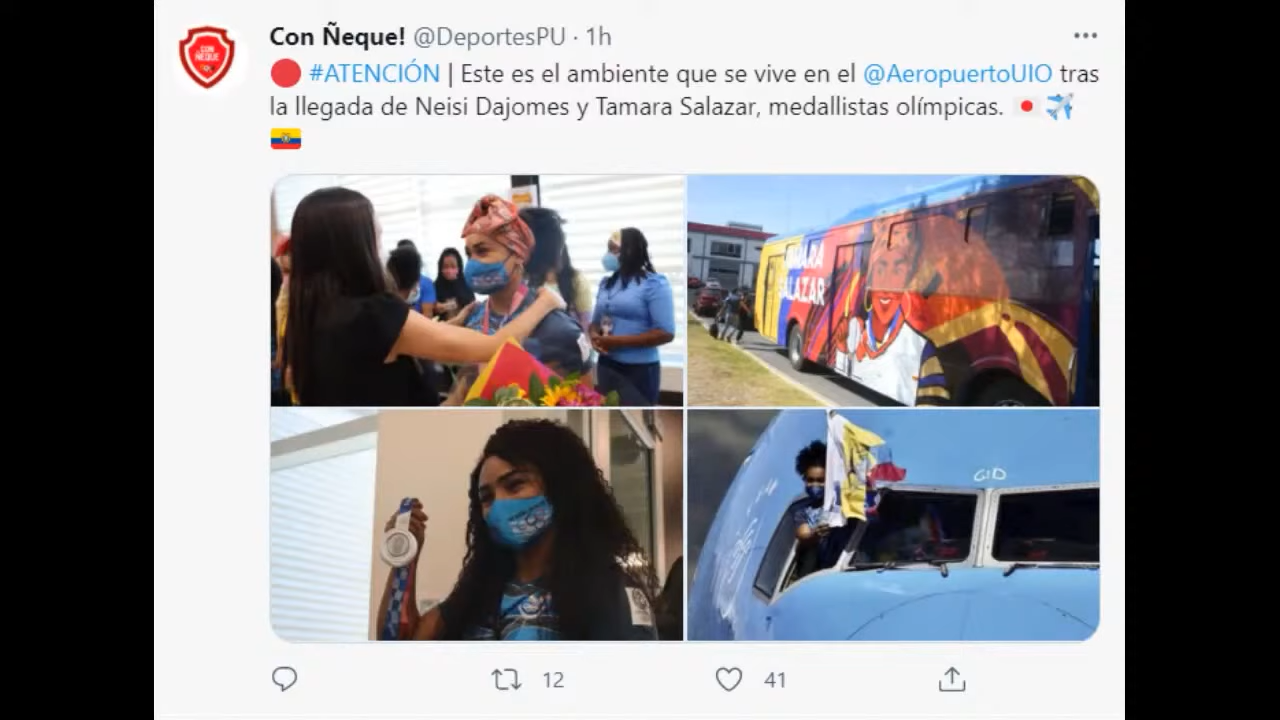 Con Ñeque! @DeportesPU · 1h
🔴 #ATENCIÓN | Este es el ambiente que se vive en el @AeropuertoUIO tras
la llegada de Neisi Dajomes y Tamara Salazar, medallistas olímpicas. 🇯🇵✈️
🇪🇨
CON
ÑEQUE
SALAZAR
GID
12
41